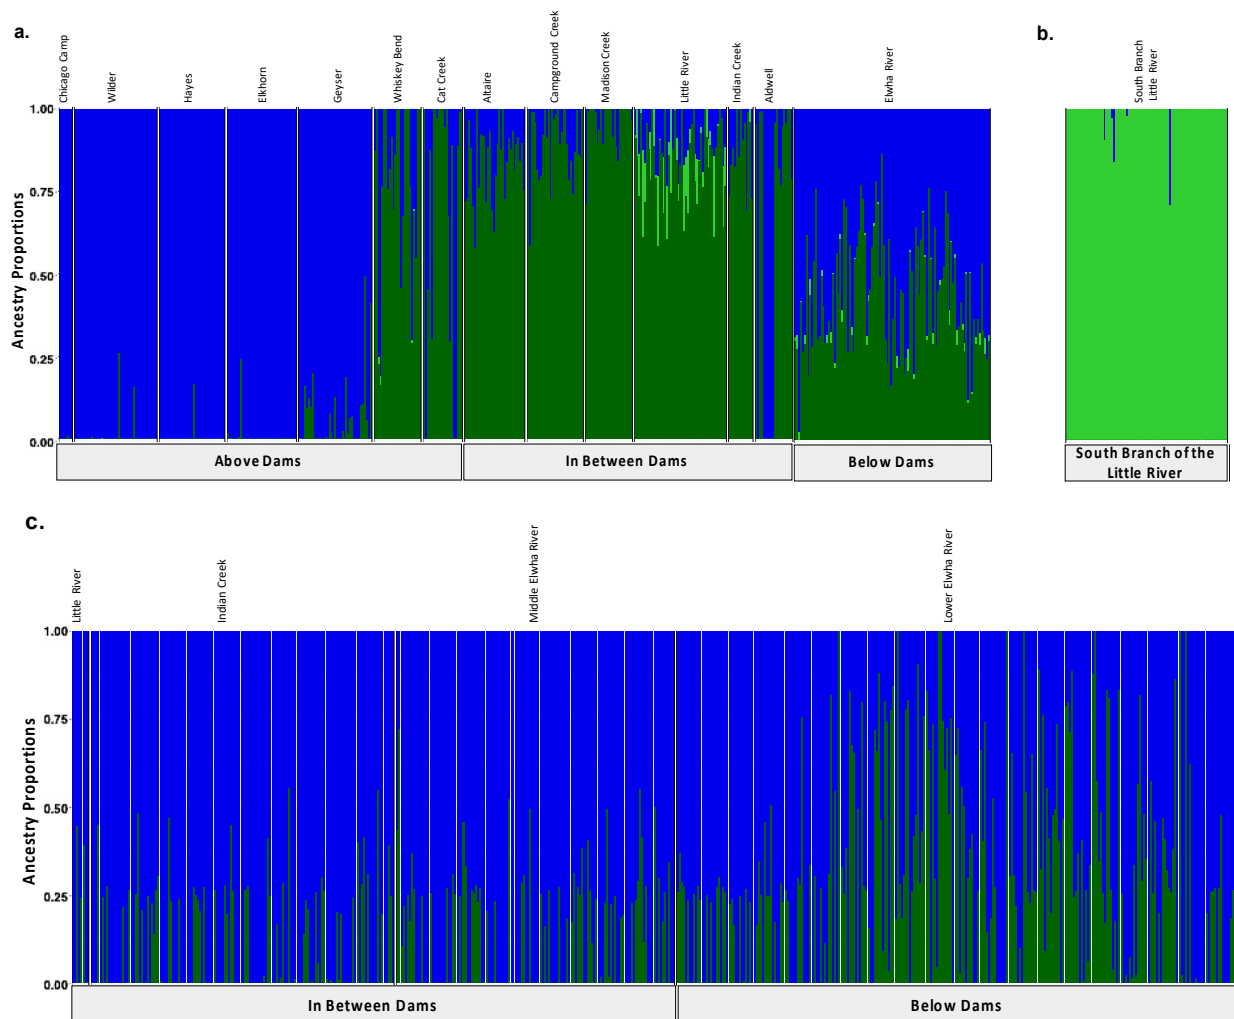 a.
b.
Chicago Camp
Wilder
Hayes
Elkhorn
Geyser
Whiskey Bend
Cat Creek
Altaire
Campground Creek
Madison Creek
Little River
Indian Creek
Aldwell
Elwha River
South Branch
Little River
Ancestry Proportions
1.00
0.75
0.50
0.25
0.00
Above Dams
In Between Dams
Below Dams
South Branch of the
Little River
c.
Little River
Indian Creek
Middle Elwha River
Lower Elwha River
Ancestry Proportions
1.00
0.75
0.50
0.25
0.00
In Between Dams
Below Dams